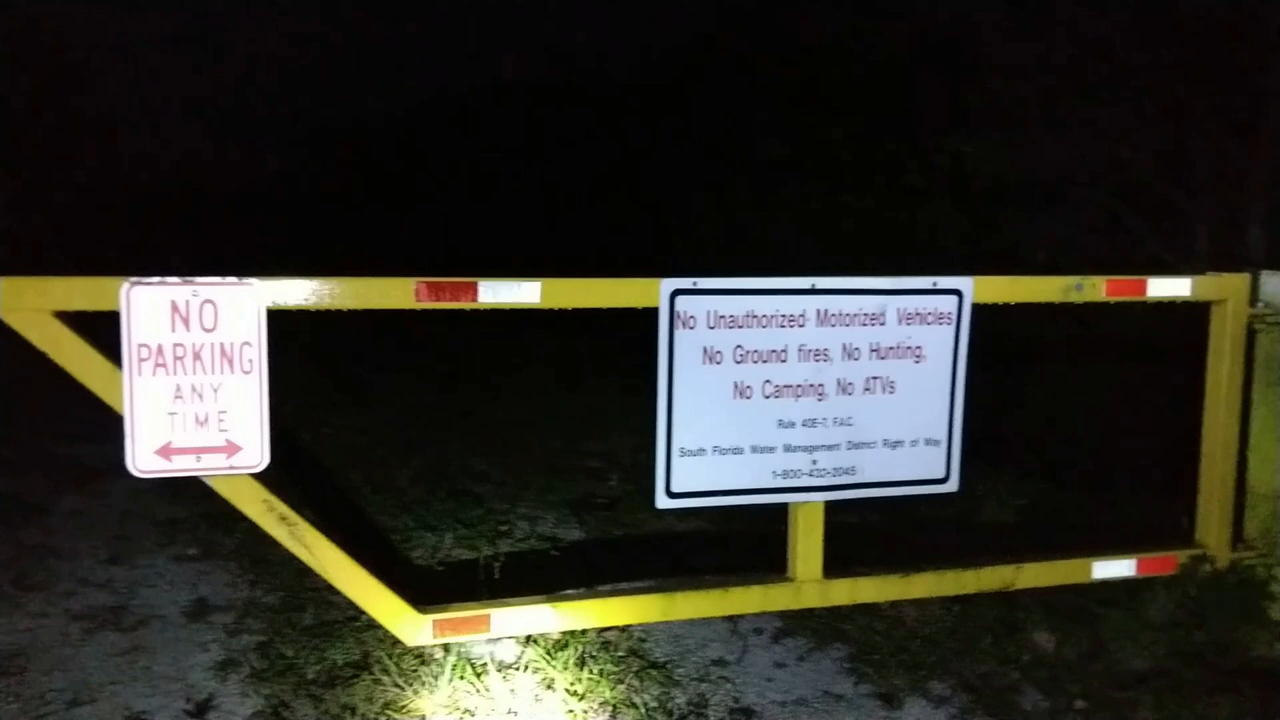 NO
PARKING
ANY
TIME
No Unauthorized Motorized Vehicles
No Ground fires, No Hunting,
No Camping, No ATVs
Rule 40E-7, F.A.C.
South Florida Water Management District Right of Way
1-800-432-2045